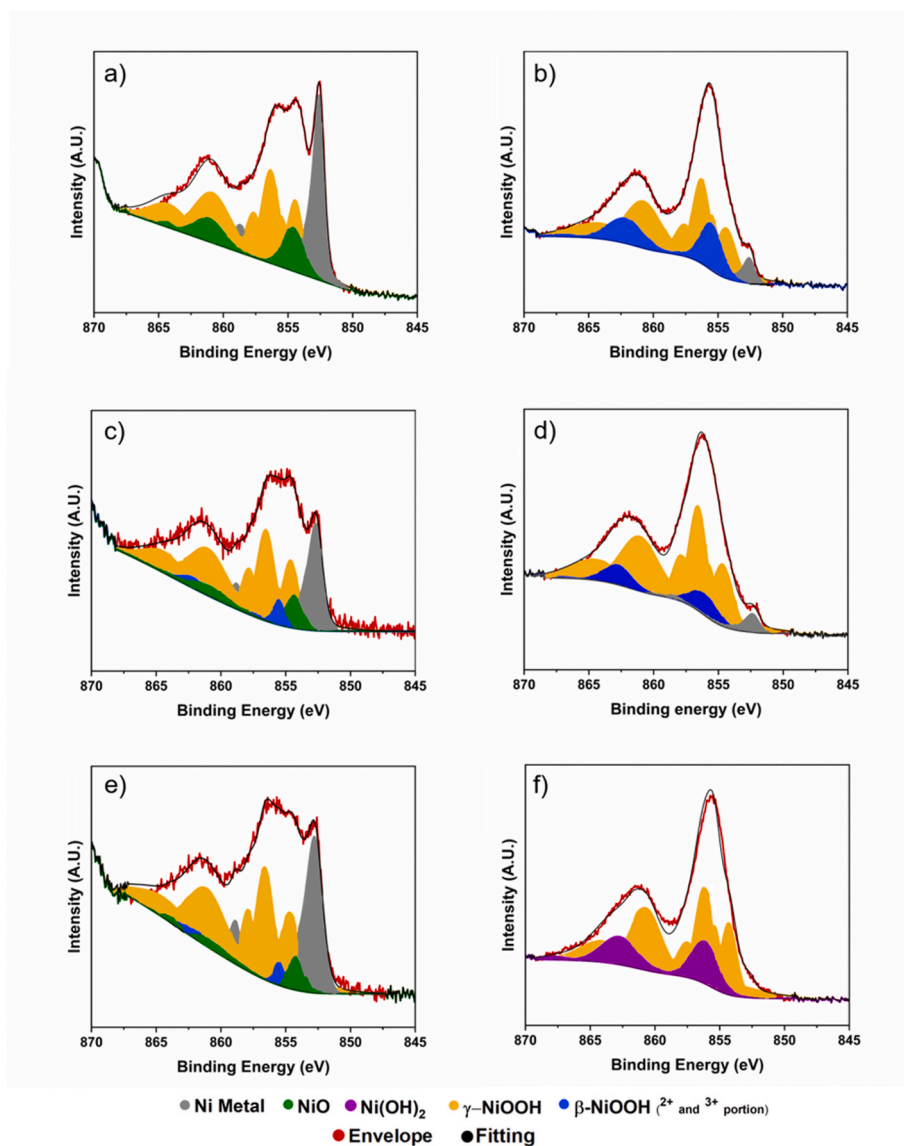 a)
Intensity (A.U.)
870 865 860 855 850 845
Binding Energy (eV)
b)
Intensity (A.U.)
870 865 860 855 850 845
Binding Energy (eV)
c)
Intensity (A.U.)
870 865 860 855 850 845
Binding Energy (eV)
d)
Intensity (A.U.)
870 865 860 855 850 845
Binding energy (eV)
e)
Intensity (A.U.)
870 865 860 855 850 845
Binding Energy (eV)
f)
Intensity (A.U.)
870 865 860 855 850 845
Binding Energy (eV)
Ni Metal NiO Ni(OH)₂ γ–NiOOH β-NiOOH (²⁺ and ³⁺ portion)
Envelope Fitting